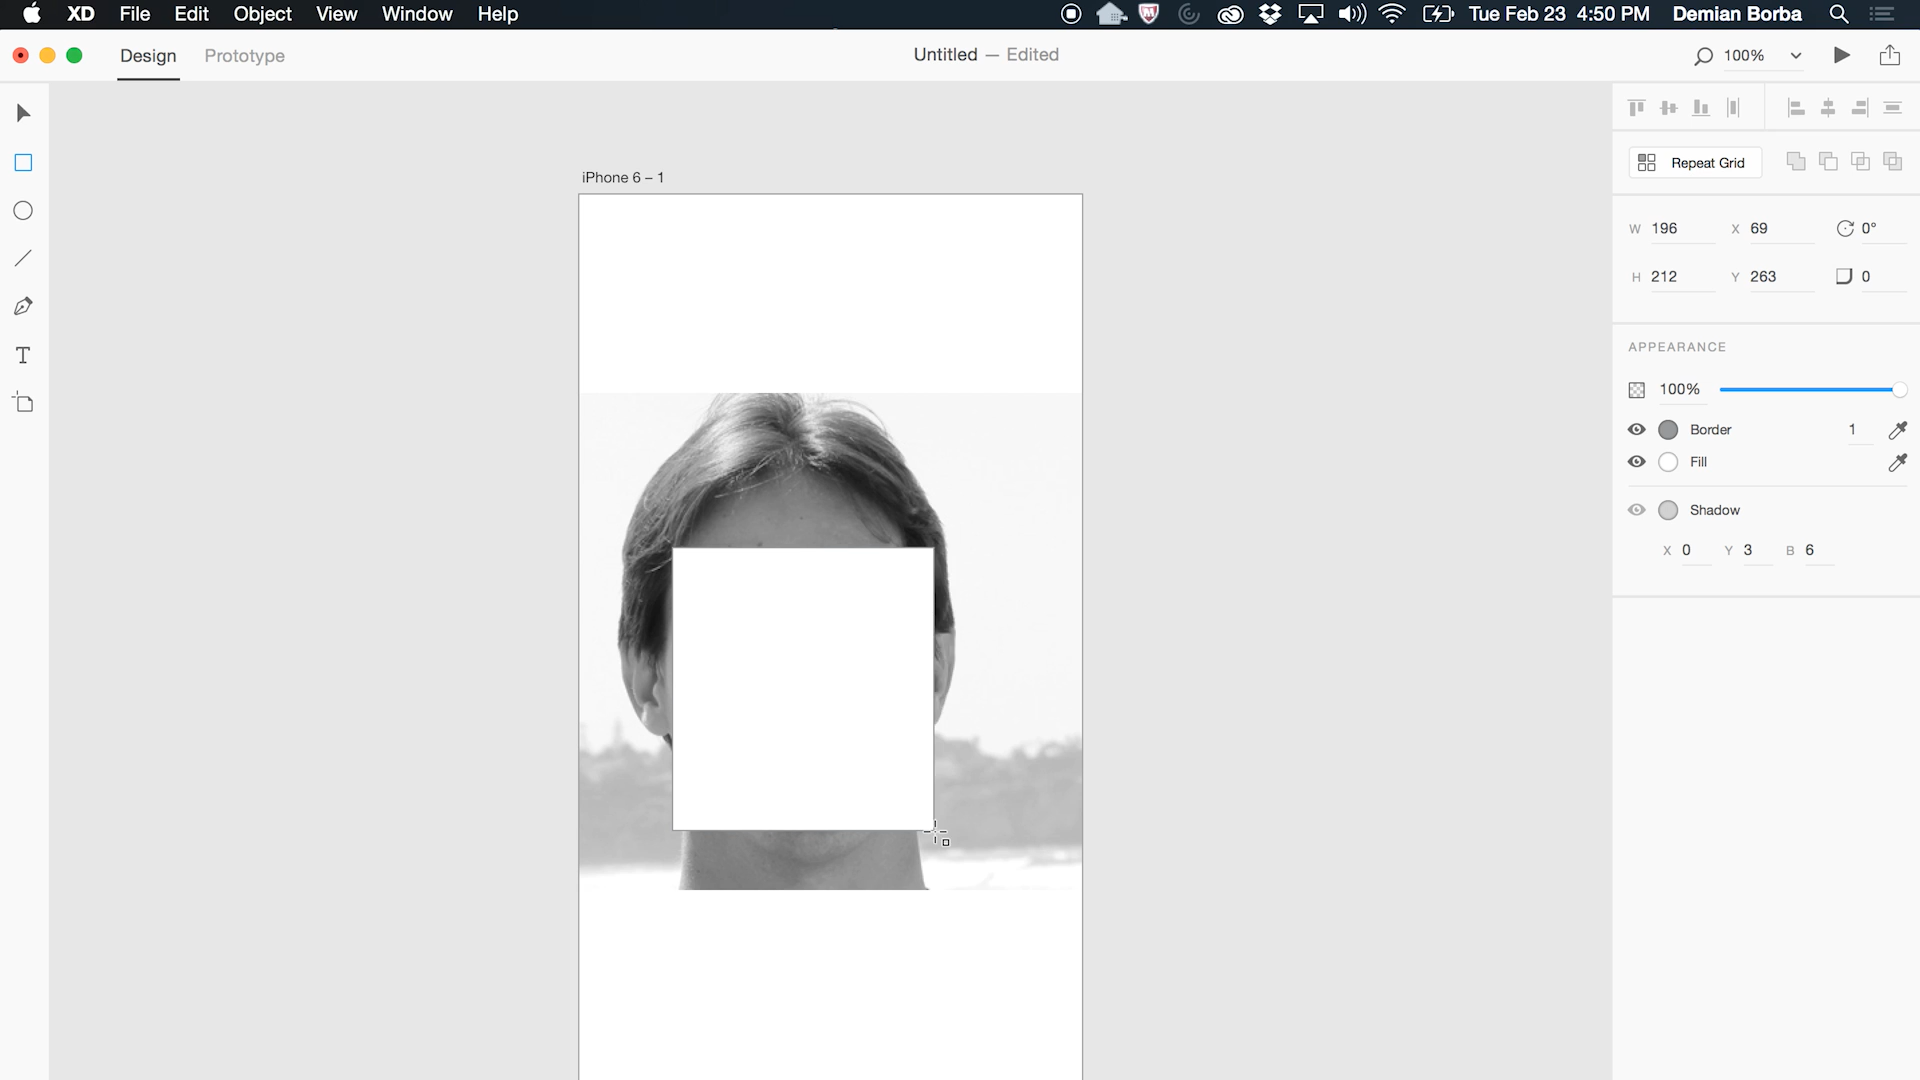 XD File Edit Object View Window Help Tue Feb 23 4:50 PM Demian Borba
Design Prototype Untitled — Edited 100%
iPhone 6 – 1
Repeat Grid
W 196 X 69 0°
H 212 Y 263 0
APPEARANCE
100%
Border 1
Fill
Shadow
X 0 Y 3 B 6
T